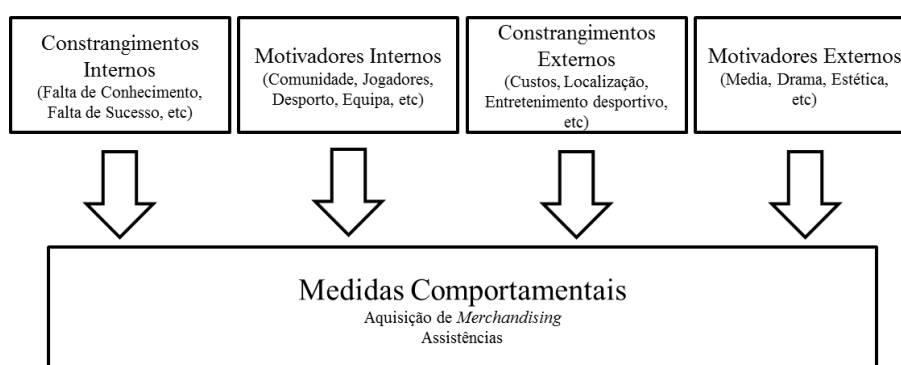 Constrangimentos
Internos
(Falta de Conhecimento,
Falta de Sucesso, etc)
Motivadores Internos
(Comunidade, Jogadores,
Desporto, Equipa, etc)
Constrangimentos
Externos
(Custos, Localização,
Entretenimento desportivo,
etc)
Motivadores Externos
(Media, Drama, Estética,
etc)
Medidas Comportamentais
Aquisição de Merchandising
Assistências